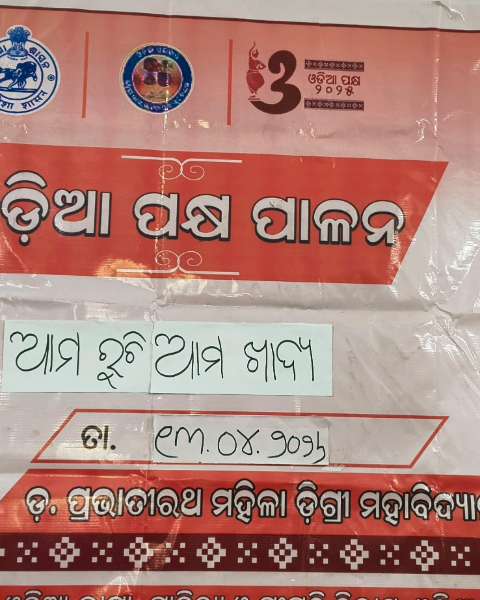 ଓଡିଆ ପକ୍ଷ
୨୦୨୫
ଡ଼ିଆ ପକ୍ଷ ପାଳନ
ଆମ ରୁଚି ଆମ ଖାଦ୍ୟ
ତା. ୧୩.୦୪.୨୦୨୫
ଡ଼. ପ୍ରଭାତୀରଥ ମହିଳା ଡ଼ିଗ୍ରୀ ମହାବିଦ୍ୟା